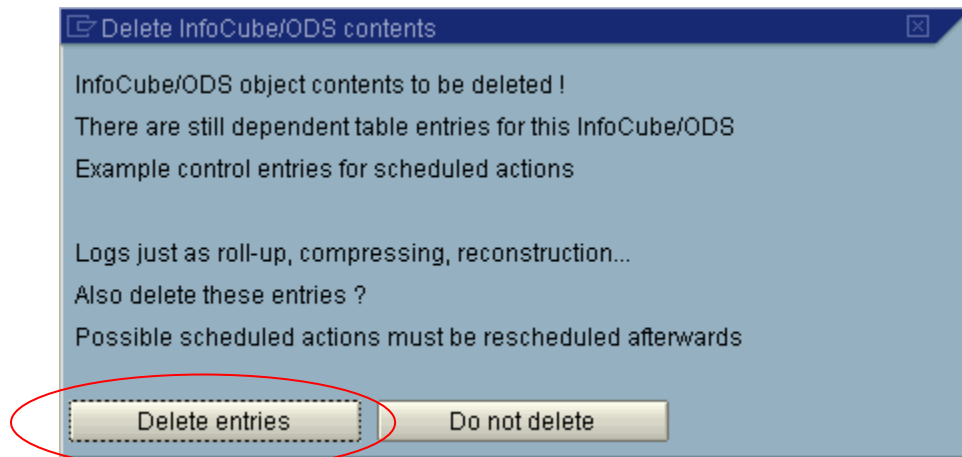 Delete InfoCube/ODS contents
InfoCube/ODS object contents to be deleted !
There are still dependent table entries for this InfoCube/ODS
Example control entries for scheduled actions
Logs just as roll-up, compressing, reconstruction...
Also delete these entries ?
Possible scheduled actions must be rescheduled afterwards
Delete entries
Do not delete